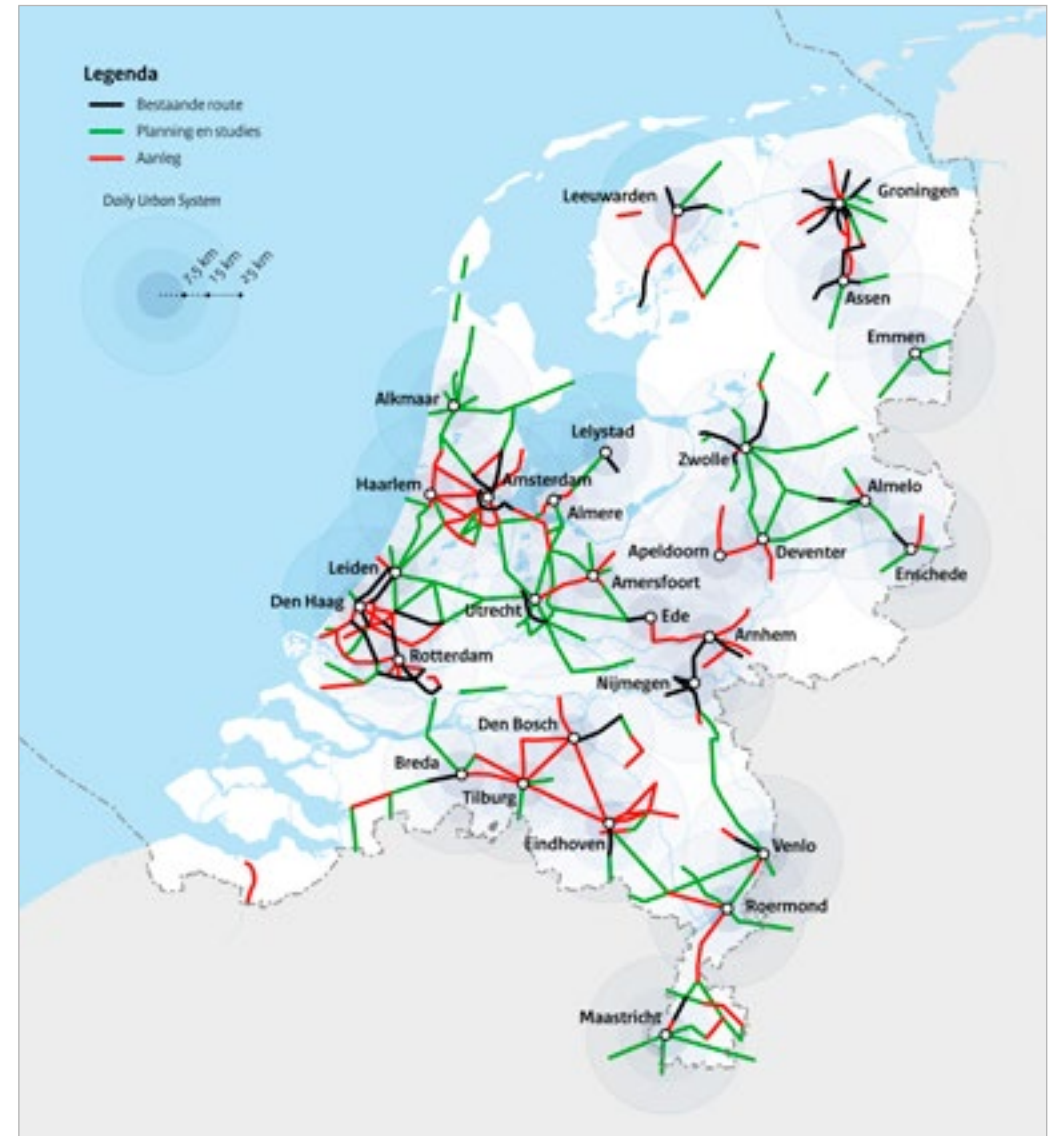 Legenda
Bestaande route
Planning en studies
Aanleg
Daily Urban System
7,5 km
15 km
25 km
Leeuwarden
Groningen
Assen
Emmen
Alkmaar
Lelystad
Zwolle
Haarlem
Amsterdam
Almelo
Almere
Apeldoorn
Deventer
Leiden
Amersfoort
Enschede
Den Haag
Utrecht
Ede
Arnhem
Rotterdam
Nijmegen
Den Bosch
Breda
Tilburg
Eindhoven
Venlo
Roermond
Maastricht